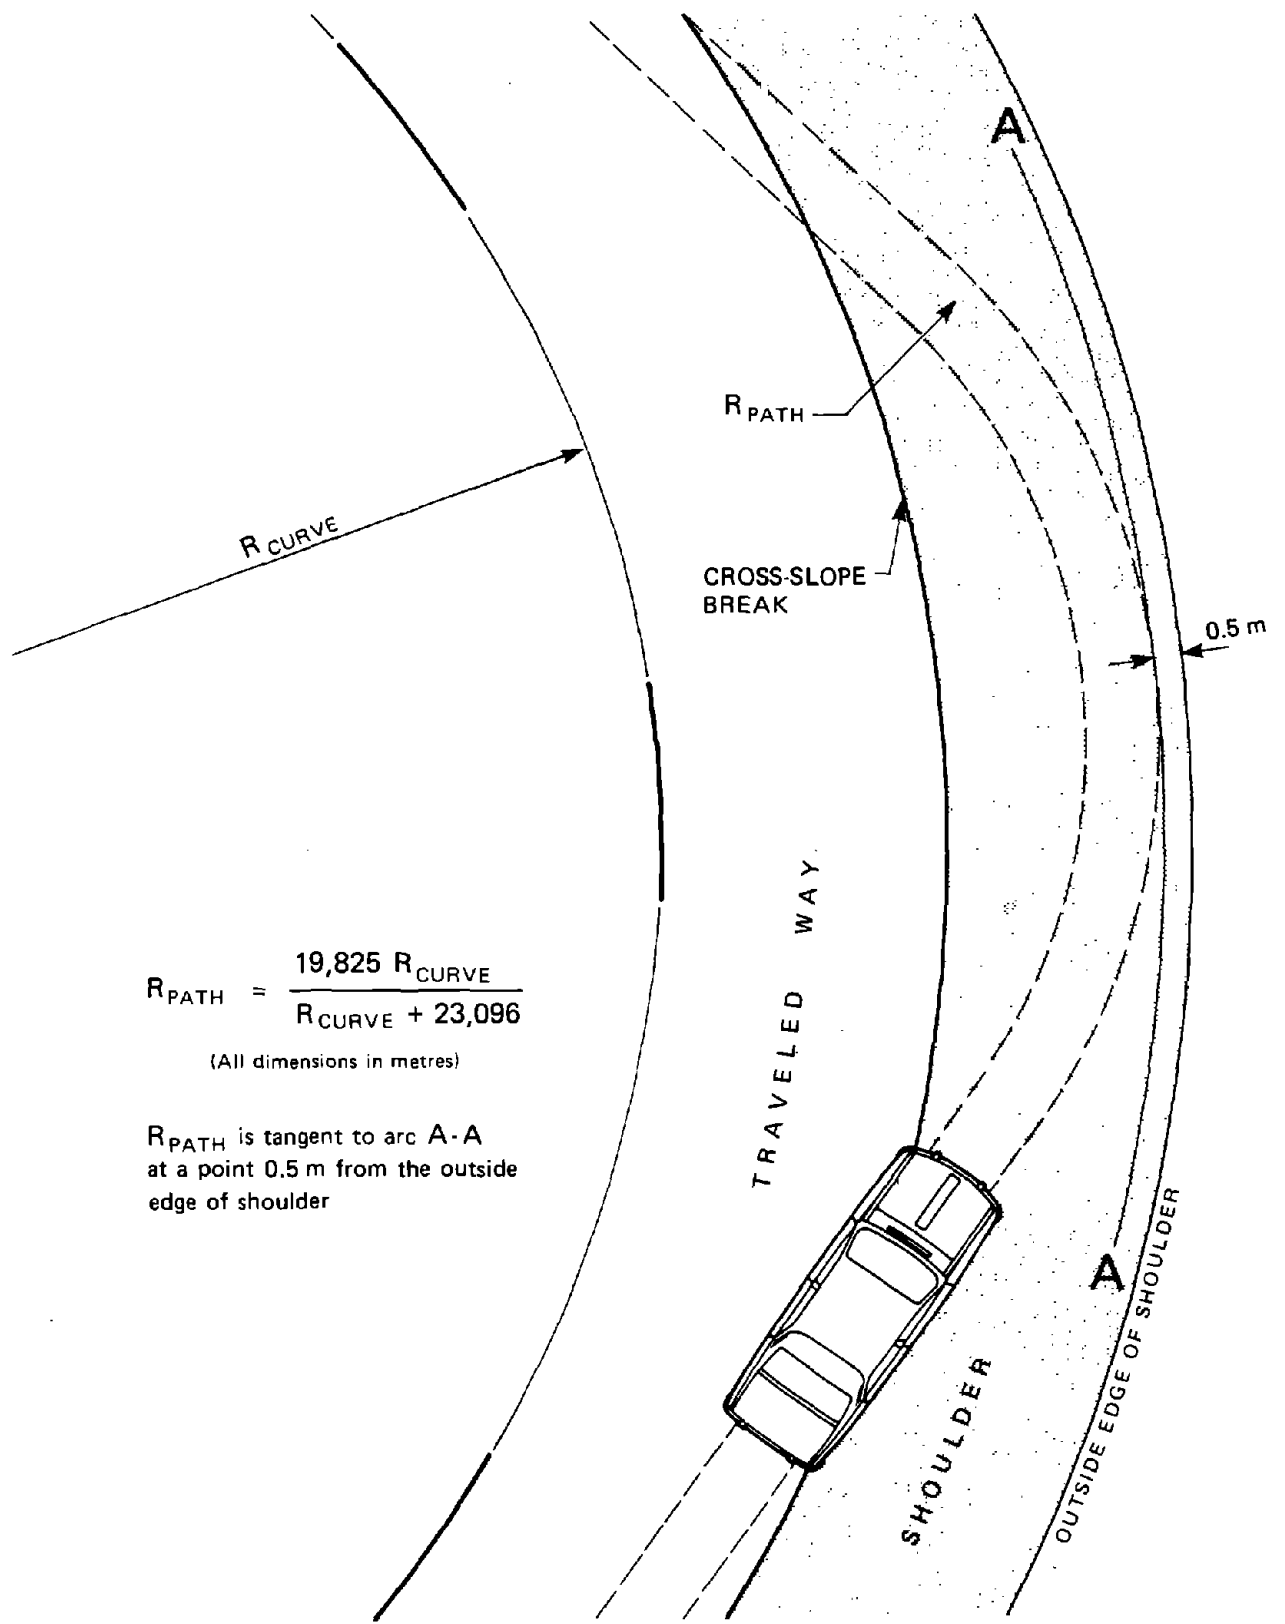 A
R PATH
R CURVE
CROSS-SLOPE
BREAK
0.5 m
TRAVELED WAY
R PATH = 19,825 R CURVE
R CURVE + 23,096
(All dimensions in metres)
R PATH is tangent to arc A-A
at a point 0.5 m from the outside
edge of shoulder
A
SHOULDER
OUTSIDE EDGE OF SHOULDER